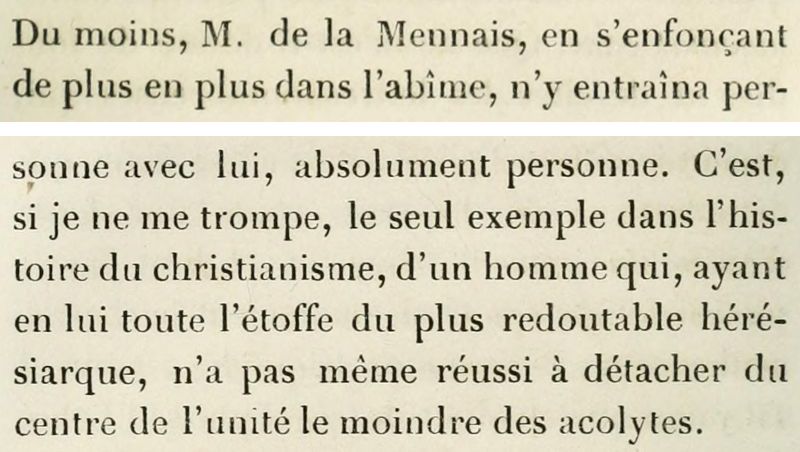 Du moins, M. de la Mennais, en s'enfonçant
de plus en plus dans l'abîme, n'y entraîna per-
sonne avec lui, absolument personne. C'est,
si je ne me trompe, le seul exemple dans l'his-
toire du christianisme, d'un homme qui, ayant
en lui toute l'étoffe du plus redoutable héré-
siarque, n'a pas même réussi à détacher du
centre de l'unité le moindre des acolytes.